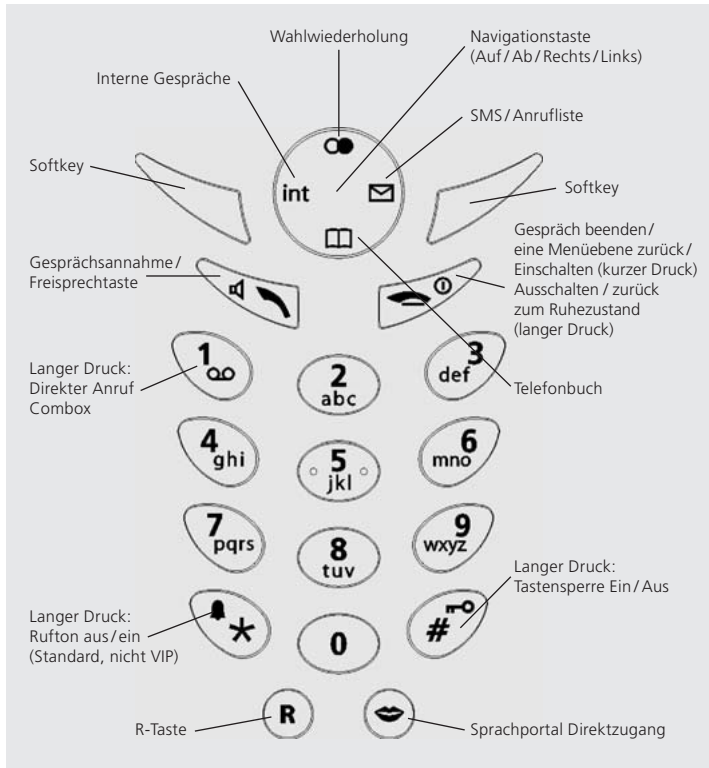 Wahlwiederholung
Navigationstaste
(Auf / Ab / Rechts / Links)
Interne Gespräche
SMS / Anrufliste
Softkey
int
Softkey
Gespräch beenden /
eine Menüebene zurück /
Einschalten (kurzer Druck)
Ausschalten / zurück
zum Ruhezustand
(langer Druck)
Gesprächsannahme /
Freisprechtaste
Langer Druck:
Direkter Anruf
Combox
1
2
abc
3
def
Telefonbuch
4
ghi
5
jkl
6
mno
7
pqrs
8
tuv
9
wxyz
Langer Druck:
Tastensperre Ein / Aus
Langer Druck:
Rufton aus / ein
(Standard, nicht VIP)
*
0
#
R-Taste
R
Sprachportal Direktzugang